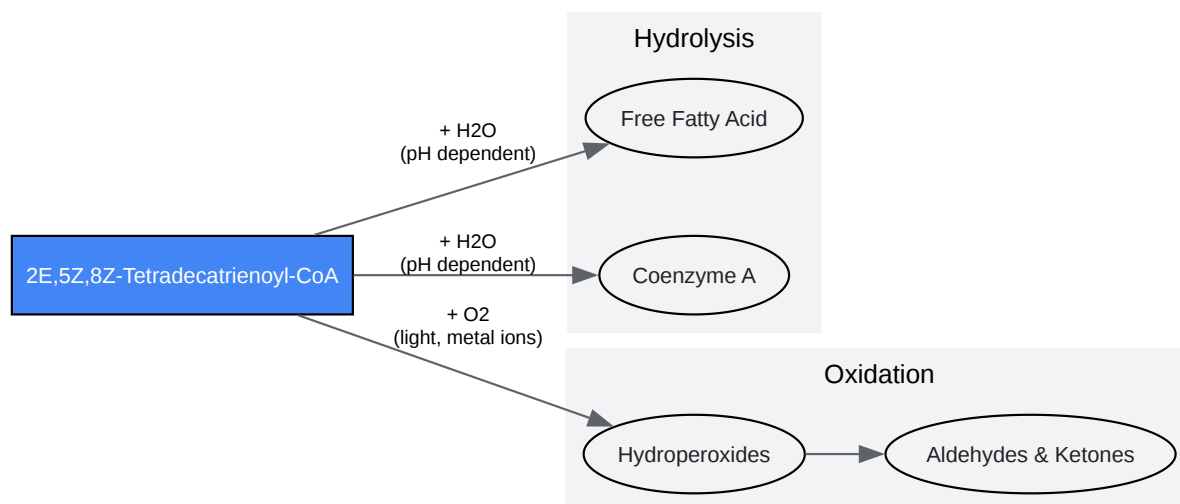 Hydrolysis
Free Fatty Acid
+ H2O
(pH dependent)
2E,5Z,8Z-Tetradecatrienoyl-CoA
+ H2O
(pH dependent)
Coenzyme A
+ O2
(light, metal ions)
Oxidation
Hydroperoxides
Aldehydes & Ketones